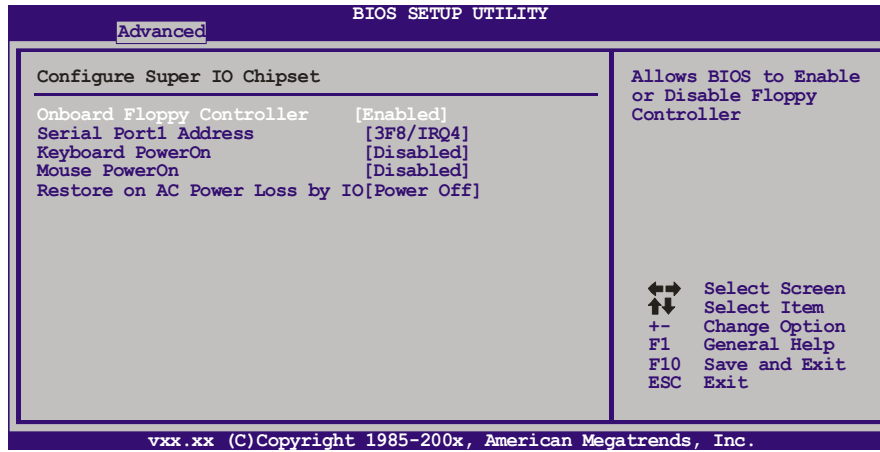 BIOS SETUP UTILITY
Advanced
Configure Super IO Chipset
Onboard Floppy Controller [Enabled]
Serial Port1 Address [3F8/IRQ4]
Keyboard PowerOn [Disabled]
Mouse PowerOn [Disabled]
Restore on AC Power Loss by IO[Power Off]
Allows BIOS to Enable
or Disable Floppy
Controller
Select Screen
Select Item
+- Change Option
F1 General Help
F10 Save and Exit
ESC Exit
vxx.xx (C)Copyright 1985-200x, American Megatrends, Inc.